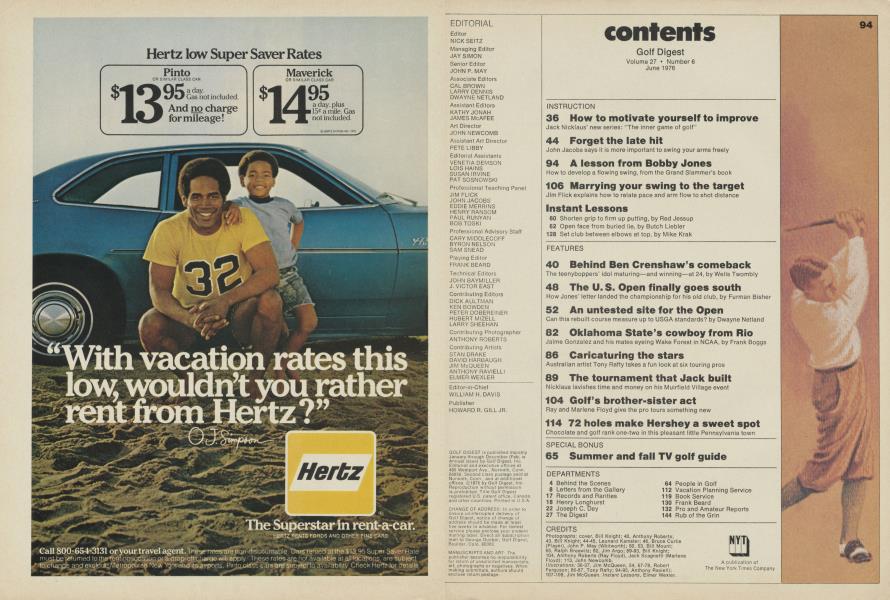 Hertz low Super Saver Rates
Pinto
OR SIMILAR CLASS CAR
$13.95 a day.
Gas not included.
And no charge
for mileage!
Maverick
OR SIMILAR CLASS CAR
$14.95
a day, plus
15¢ a mile. Gas
not included.
32
"With vacation rates this
low, wouldn't you rather
rent from Hertz?"
O.J. Simpson
Hertz
The Superstar in rent-a-car.
HERTZ RENTS FORDS AND OTHER FINE CARS
Call 800-654-3131 or your travel agent.
EDITORIAL
Editor
NICK SEITZ
Managing Editor
JAY SIMON
Senior Editor
JOHN P. MAY
Associate Editors
CAL BROWN
LARRY DENNIS
DWAYNE NETLAND
Assistant Editors
KATHY JONAH
JAMES McAFEE
Art Director
JOHN NEWCOMB
Assistant Art Director
PETE LIBBY
Editorial Assistants
VENETIA DEMSON
LOIS HAINS
SUSAN IRVINE
PAT SOSNOWSKI
Professional Teaching Panel
JIM FLICK
JOHN JACOBS
EDDIE MERRINS
HENRY RANSOM
PAUL RUNYAN
BOB TOSKI
Professional Advisory Staff
CARY MIDDLECOFF
BYRON NELSON
SAM SNEAD
Playing Editor
FRANK BEARD
Technical Editors
JOHN BAYMILLER
J. VICTOR EAST
Contributing Editors
DICK AULTMAN
KEN BOWDEN
PETER DOBEREINER
HUBERT MIZELL
LARRY SHEEHAN
Contributing Photographer
ANTHONY ROBERTS
Contributing Artists
STAN DRAKE
DAVID HARBAUGH
JIM McQUEEN
ANTHONY RAVIELLI
ELMER WEXLER
Editor-in-Chief
WILLIAM H. DAVIS
Publisher
HOWARD R. GILL JR.
contents
Golf Digest
Volume 27 • Number 6
June 1976
INSTRUCTION
36 How to motivate yourself to improve
Jack Nicklaus' new series: "The inner game of golf"
44 Forget the late hit
John Jacobs says it is more important to swing your arms freely
94 A lesson from Bobby Jones
How to develop a flowing swing, from the Grand Slammer's book
106 Marrying your swing to the target
Jim Flick explains how to relate pace and arm flow to shot distance
Instant Lessons
60 Shorten grip to firm up putting, by Red Jessup
62 Open face from buried lie, by Butch Liebler
128 Set club between elbows at top, by Mike Krak
FEATURES
40 Behind Ben Crenshaw's comeback
The teenyboppers' idol maturing—and winning—at 24, by Wells Twombly
48 The U.S. Open finally goes south
How Jones' letter landed the championship for his old club, by Furman Bisher
52 An untested site for the Open
Can this rebuilt course measure up to USGA standards? by Dwayne Netland
82 Oklahoma State's cowboy from Rio
Jaime Gonzalez and his mates eyeing Wake Forest in NCAA, by Frank Boggs
86 Caricaturing the stars
Australian artist Tony Rafty takes a fun look at six touring pros
89 The tournament that Jack built
Nicklaus lavishes time and money on his Muirfield Village event
104 Golf's brother-sister act
Ray and Marlene Floyd give the pro tours something new
114 72 holes make Hershey a sweet spot
Chocolate and golf rank one-two in this pleasant little Pennsylvania town
SPECIAL BONUS
65 Summer and fall TV golf guide
DEPARTMENTS
4 Behind the Scenes
8 Letters from the Gallery
17 Records and Rarities
18 Henry Longhurst
22 Joseph C. Dey
27 The Digest
64 People in Golf
112 Vacation Planning Service
119 Book Service
130 Frank Beard
132 Pro and Amateur Reports
144 Rub of the Grin
CREDITS
NYT
A publication of
The New York Times Company
94